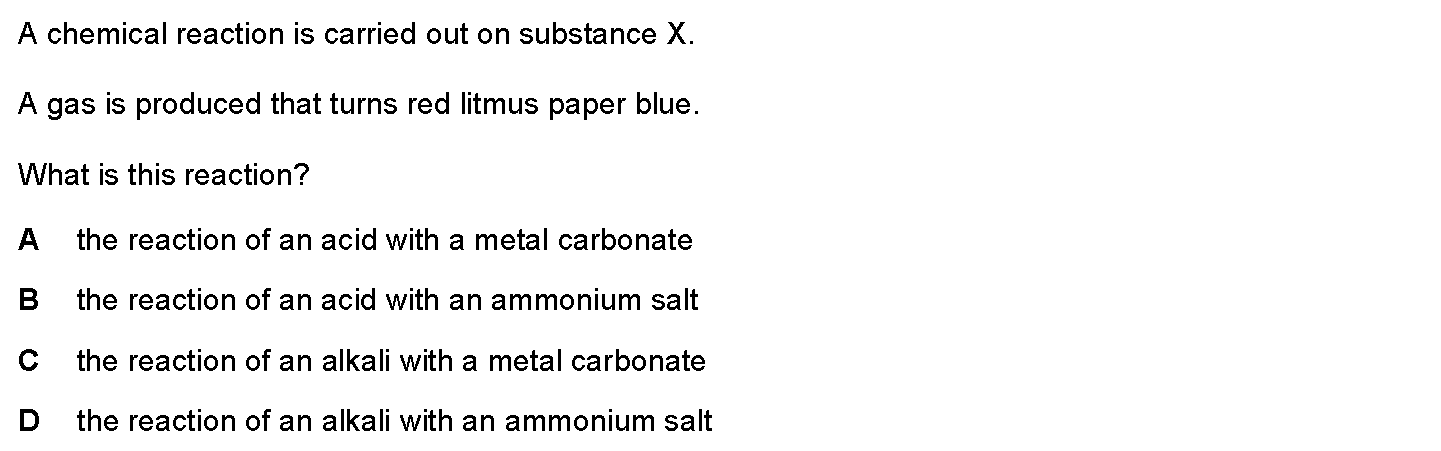 A chemical reaction is carried out on substance X.
A gas is produced that turns red litmus paper blue.
What is this reaction?
A the reaction of an acid with a metal carbonate
B the reaction of an acid with an ammonium salt
C the reaction of an alkali with a metal carbonate
D the reaction of an alkali with an ammonium salt